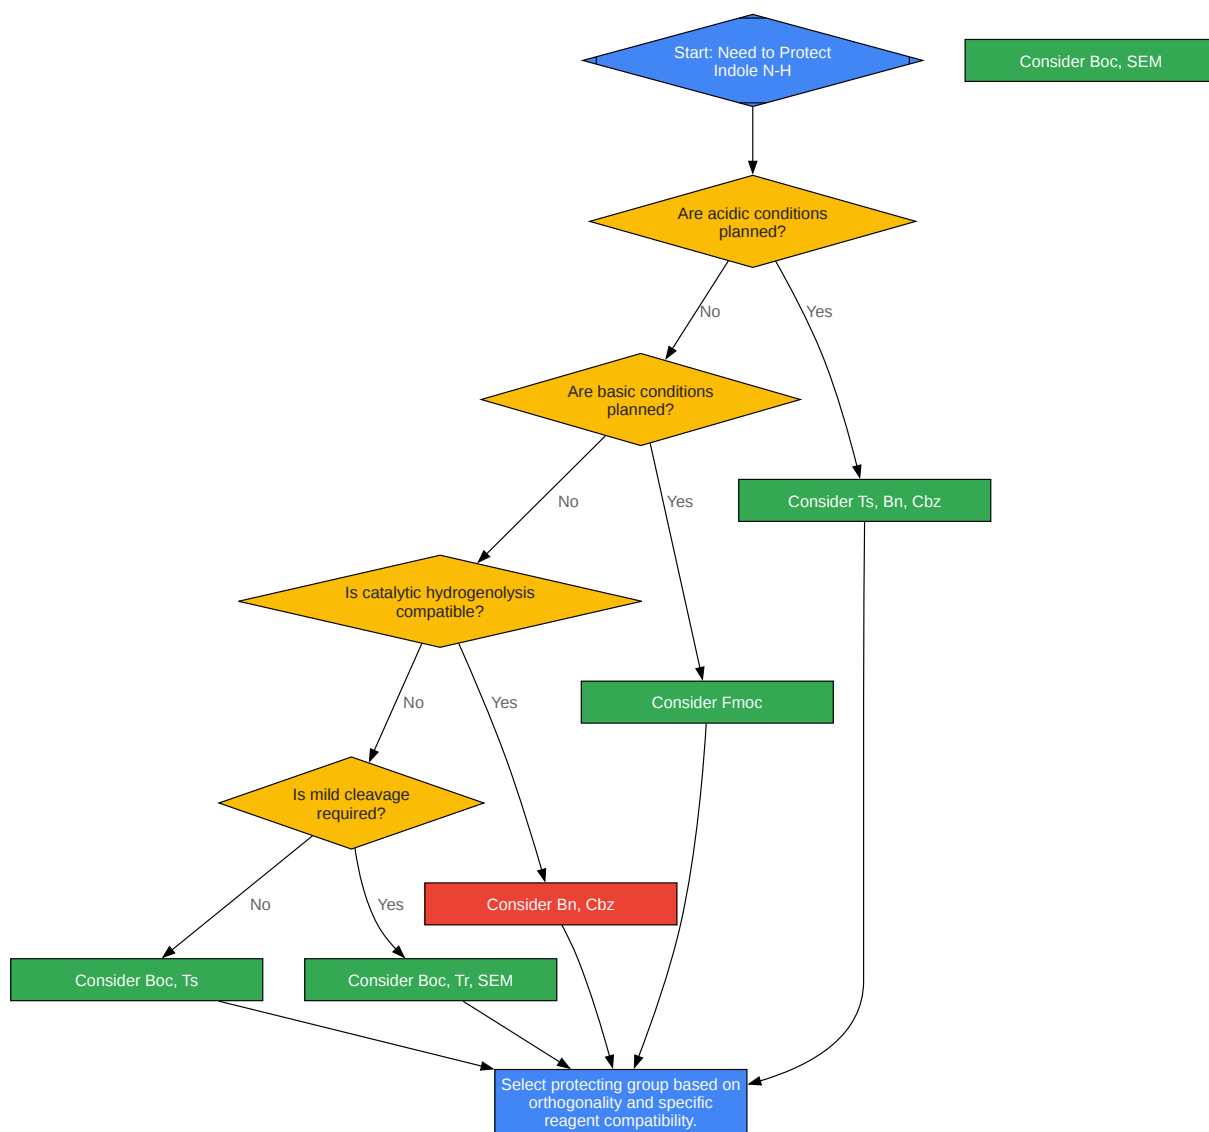 Start: Need to Protect
Indole N-H
Consider Boc, SEM
Are acidic conditions
planned?
No
Yes
Are basic conditions
planned?
No
Yes
Consider Ts, Bn, Cbz
Is catalytic hydrogenolysis
compatible?
No
Yes
Consider Fmoc
Is mild cleavage
required?
No
Yes
Consider Bn, Cbz
Consider Boc, Ts
Consider Boc, Tr, SEM
Select protecting group based on
orthogonality and specific
reagent compatibility.